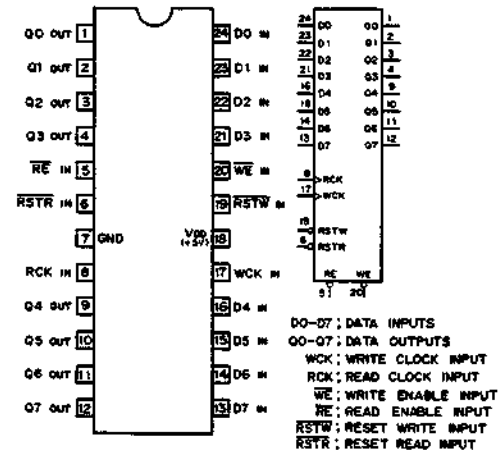 Q0 OUT 1 24 D0 IN
Q1 OUT 2 23 D1 IN
Q2 OUT 3 22 D2 IN
Q3 OUT 4 21 D3 IN
RE IN 5 20 WE IN
RSTR IN 6 19 RSTW IN
7 GND VDD (+5V) 18
RCK IN 8 17 WCK IN
Q4 OUT 9 16 D4 IN
Q5 OUT 10 15 D5 IN
Q6 OUT 11 14 D6 IN
Q7 OUT 12 13 D7 IN
24 D0 Q0 1
23 D1 Q1 2
22 D2 Q2 3
21 D3 Q3 4
16 D4 Q4 9
D5 Q5 10
14 D6 Q6 11
13 D7 Q7 12
8 RCK
17 WCK
RSTW
6 RSTR
RE WE
5 20
D0-D7; DATA INPUTS
Q0-Q7; DATA OUTPUTS
WCK; WRITE CLOCK INPUT
RCK; READ CLOCK INPUT
WE; WRITE ENABLE INPUT
RE; READ ENABLE INPUT
RSTW; RESET WRITE INPUT
RSTR; RESET READ INPUT